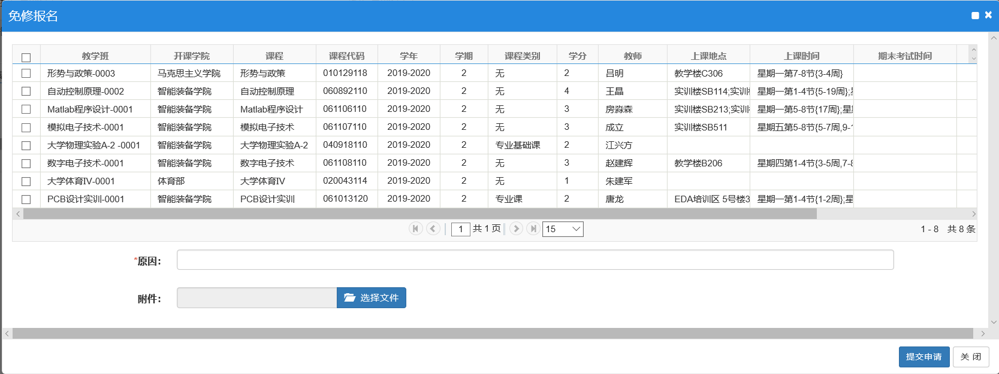 免修报名
教学班 开课学院 课程 课程代码 学年 学期 课程类别 学分 教师 上课地点 上课时间 期末考试时间
形势与政策-0003 马克思主义学院 形势与政策 010129118 2019-2020 2 无 2 吕明 教学楼C306 星期一第7-8节{3-4周}
自动控制原理-0002 智能装备学院 自动控制原理 060892110 2019-2020 2 无 4 王晶 实训楼SB114;实训 星期一第1-4节{5-19周};
Matlab程序设计-0001 智能装备学院 Matlab程序设计 061106110 2019-2020 2 无 3 房淼森 实训楼SB213;实训 星期一第5-8节{17周};星
模拟电子技术-0001 智能装备学院 模拟电子技术 061107110 2019-2020 2 无 3 成立 实训楼SB511 星期五第5-8节{5-7周,9-
大学物理实验A-2 -0001 智能装备学院 大学物理实验A-2 040918110 2019-2020 2 专业基础课 2 江兴方
数字电子技术-0001 智能装备学院 数字电子技术 061108110 2019-2020 2 无 3 赵建辉 教学楼B206 星期四第1-4节{3-5周,7-8
大学体育IV-0001 体育部 大学体育IV 020043114 2019-2020 2 无 1 朱建军
PCB设计实训-0001 智能装备学院 PCB设计实训 061013120 2019-2020 2 专业课 2 唐龙 EDA培训区 5号楼3 星期一第1-4节{1-2周};星
1 共 1 页 15 1 - 8 共 8 条
*原因：
附件： 选择文件
提交申请 关 闭